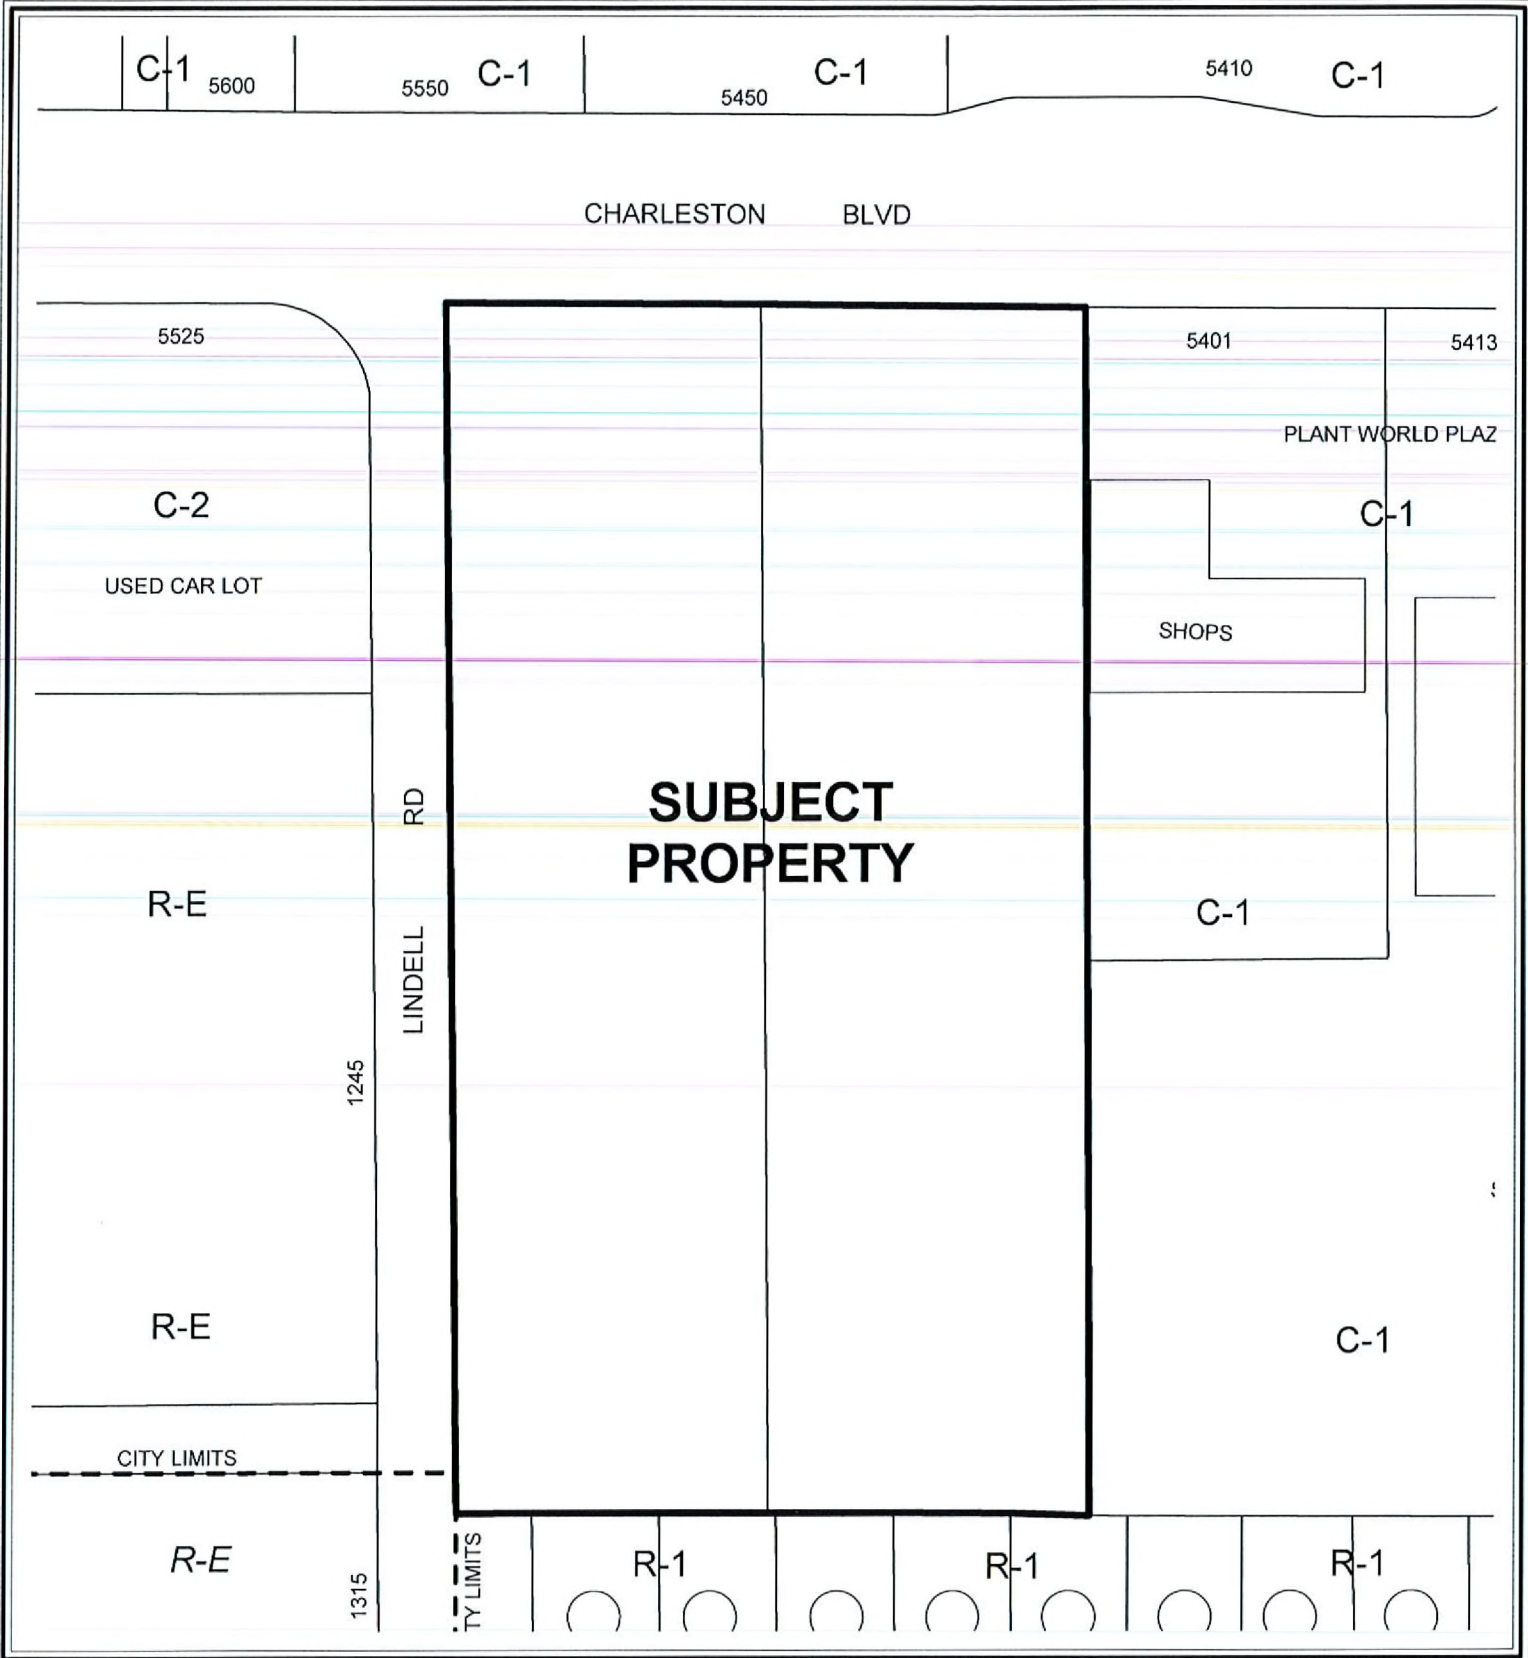 C-1
5600
5550
C-1
5450
C-1
5410
C-1
CHARLESTON BLVD
5525
5401
5413
PLANT WORLD PLAZ
C-2
C-1
USED CAR LOT
SHOPS
SUBJECT
PROPERTY
LINDELL RD
R-E
C-1
1245
R-E
C-1
CITY LIMITS
R-E
1315
TY LIMITS
R-1
R-1
R-1